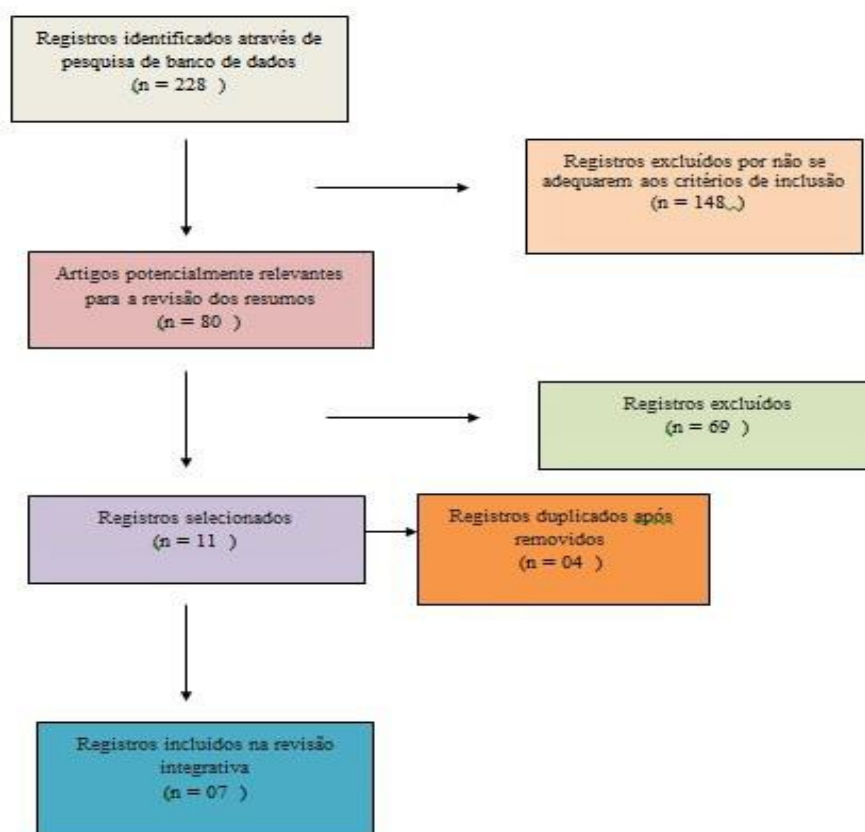 Registros identificados através de
pesquisa de banco de dados
(n = 228 )
Registros excluídos por não se
adequarem aos critérios de inclusão
(n = 148 )
Artigos potencialmente relevantes
para a revisão dos resumos
(n = 80 )
Registros excluídos
(n = 69 )
Registros selecionados
(n = 11 )
Registros duplicados após
removidos
(n = 04 )
Registros incluídos na revisão
integrativa
(n = 07 )